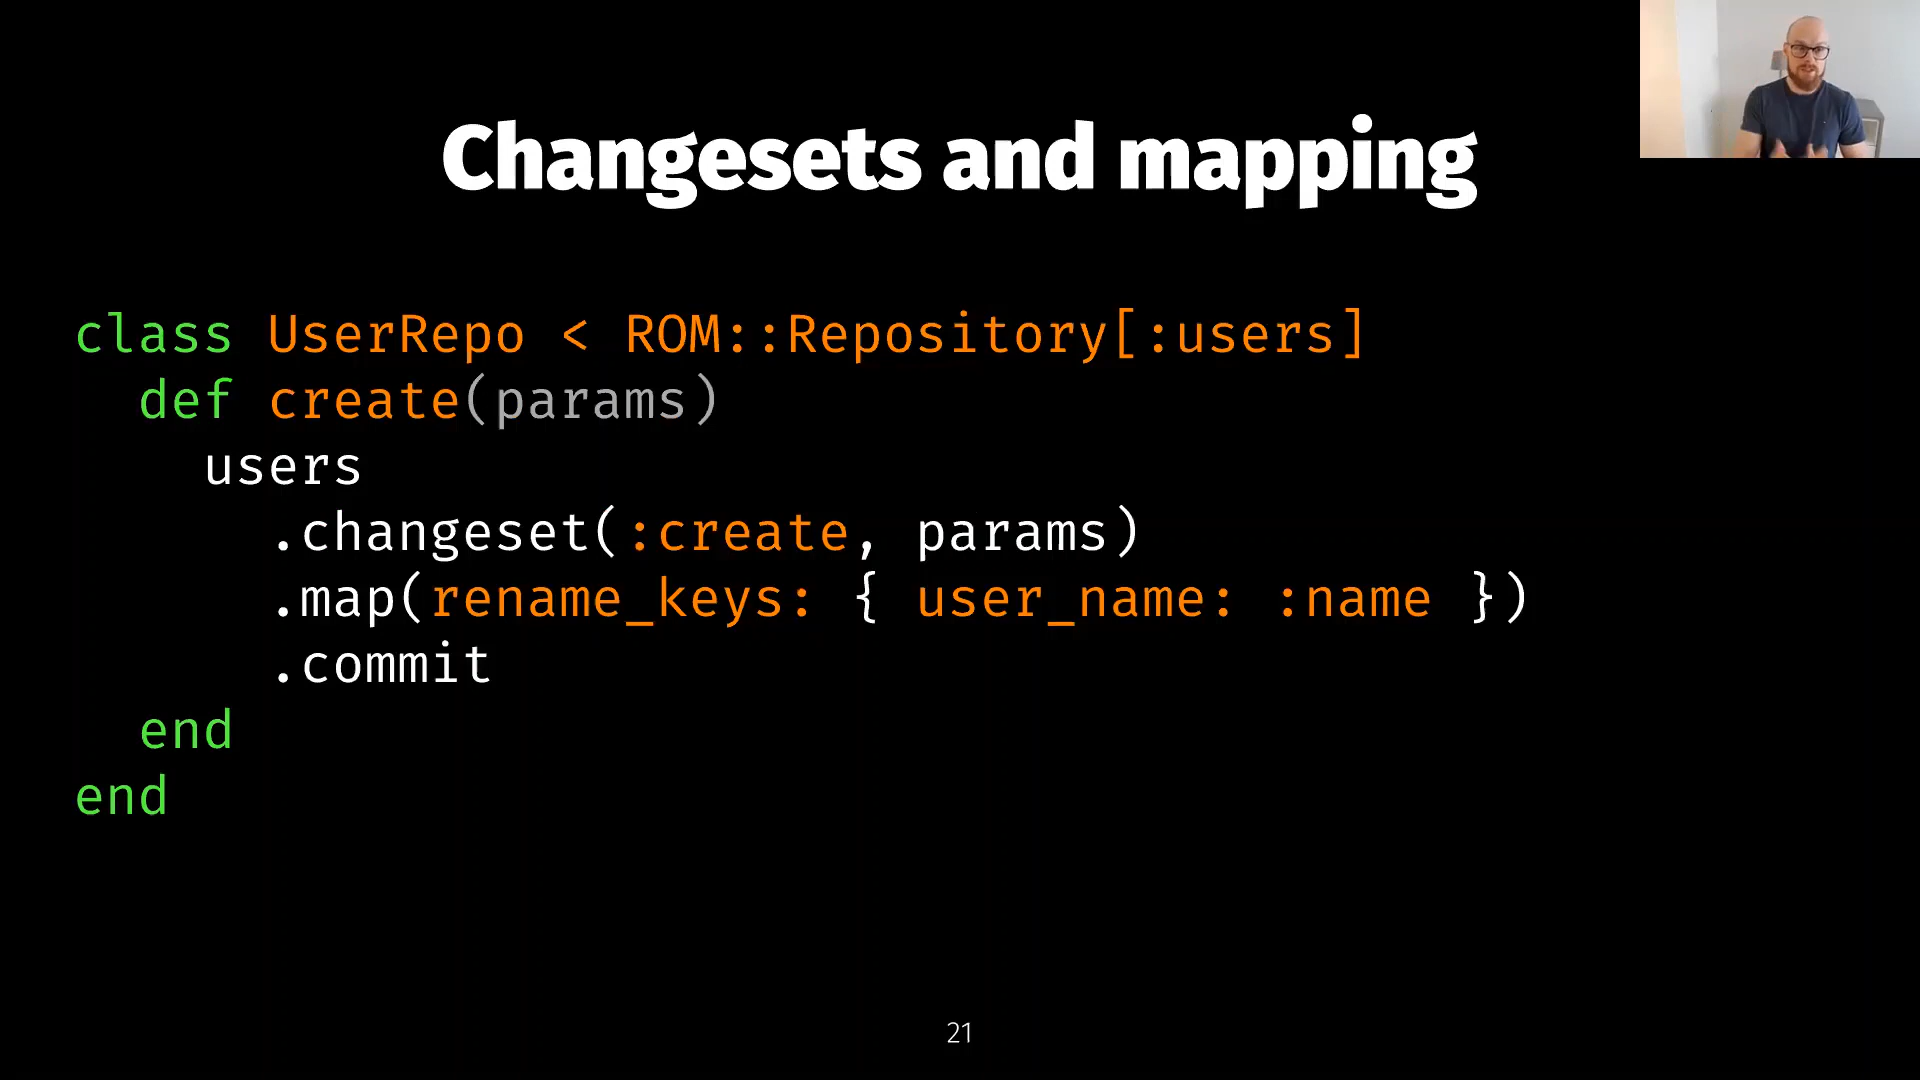 Changesets and mapping
class UserRepo < ROM::Repository[:users]
def create(params)
users
.changeset(:create, params)
.map(rename_keys: { user_name: :name })
.commit
end
end
21